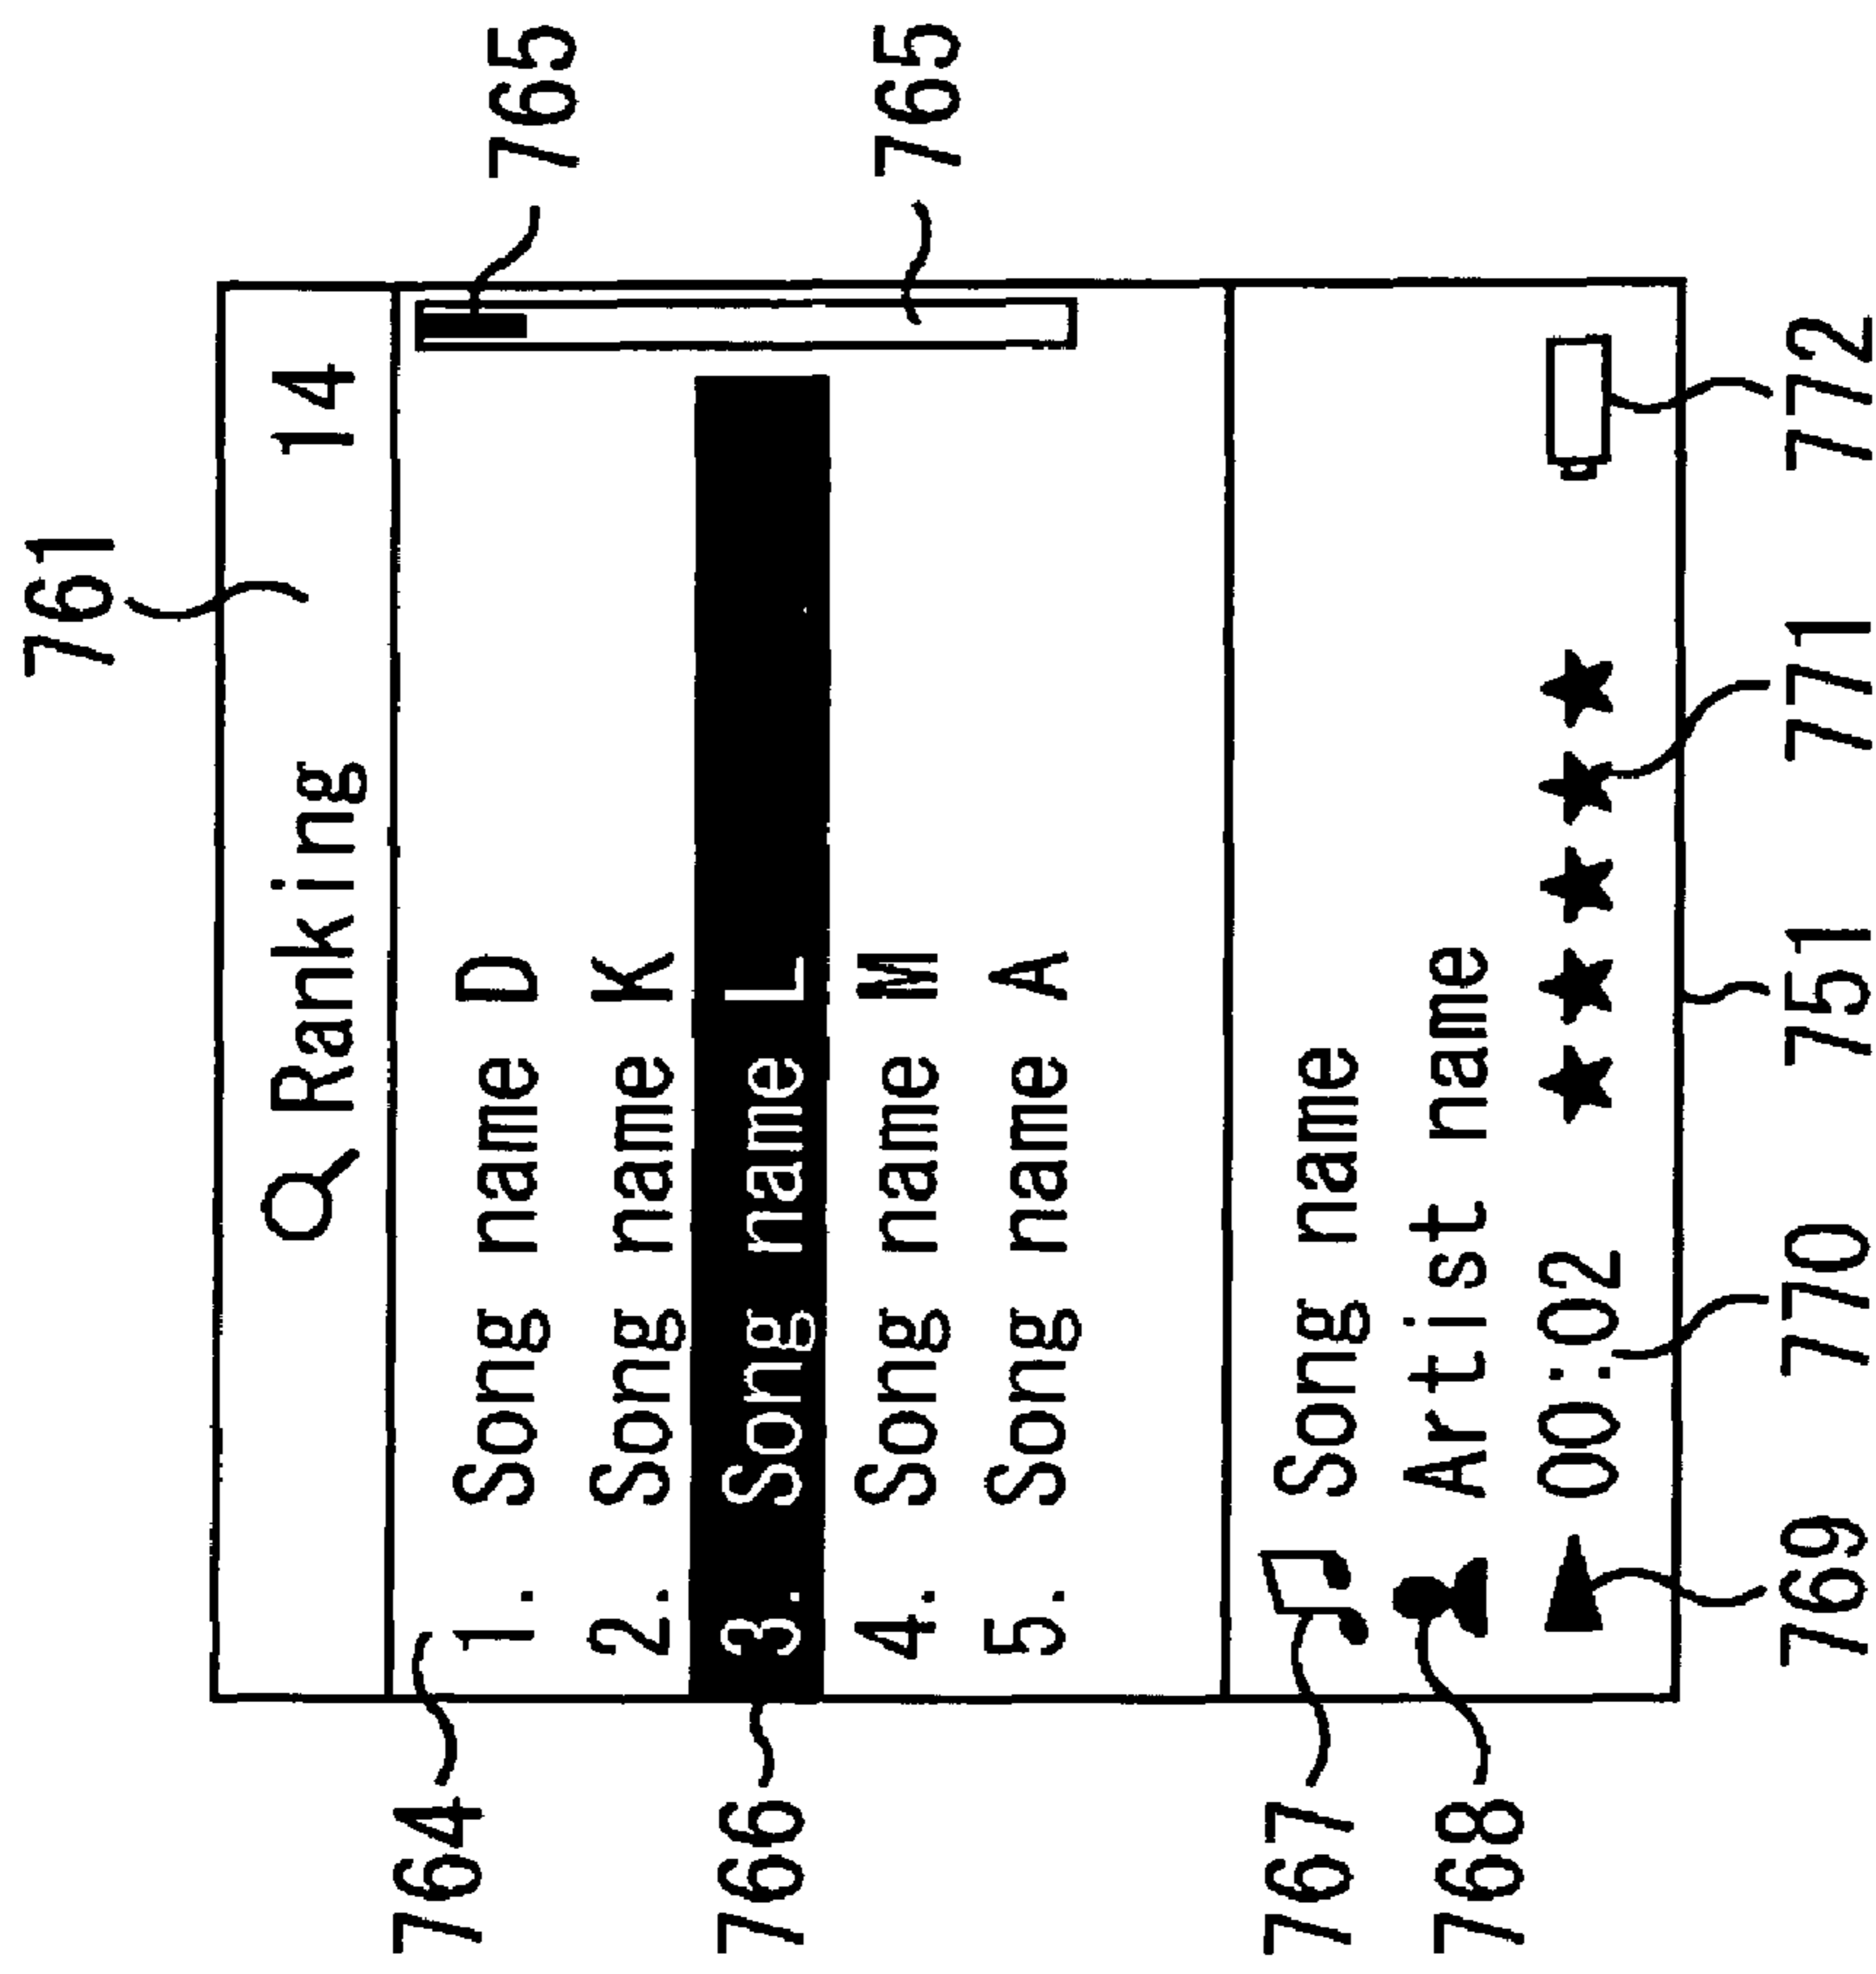 761
Ranking 14
764
1. Song name D
765
2. Song name K
766
3. Song name L
4. Song name M
765
5. Song name A
767
Song name
768
Artist name
00:02 ★★★★★
769 770 751 771 772